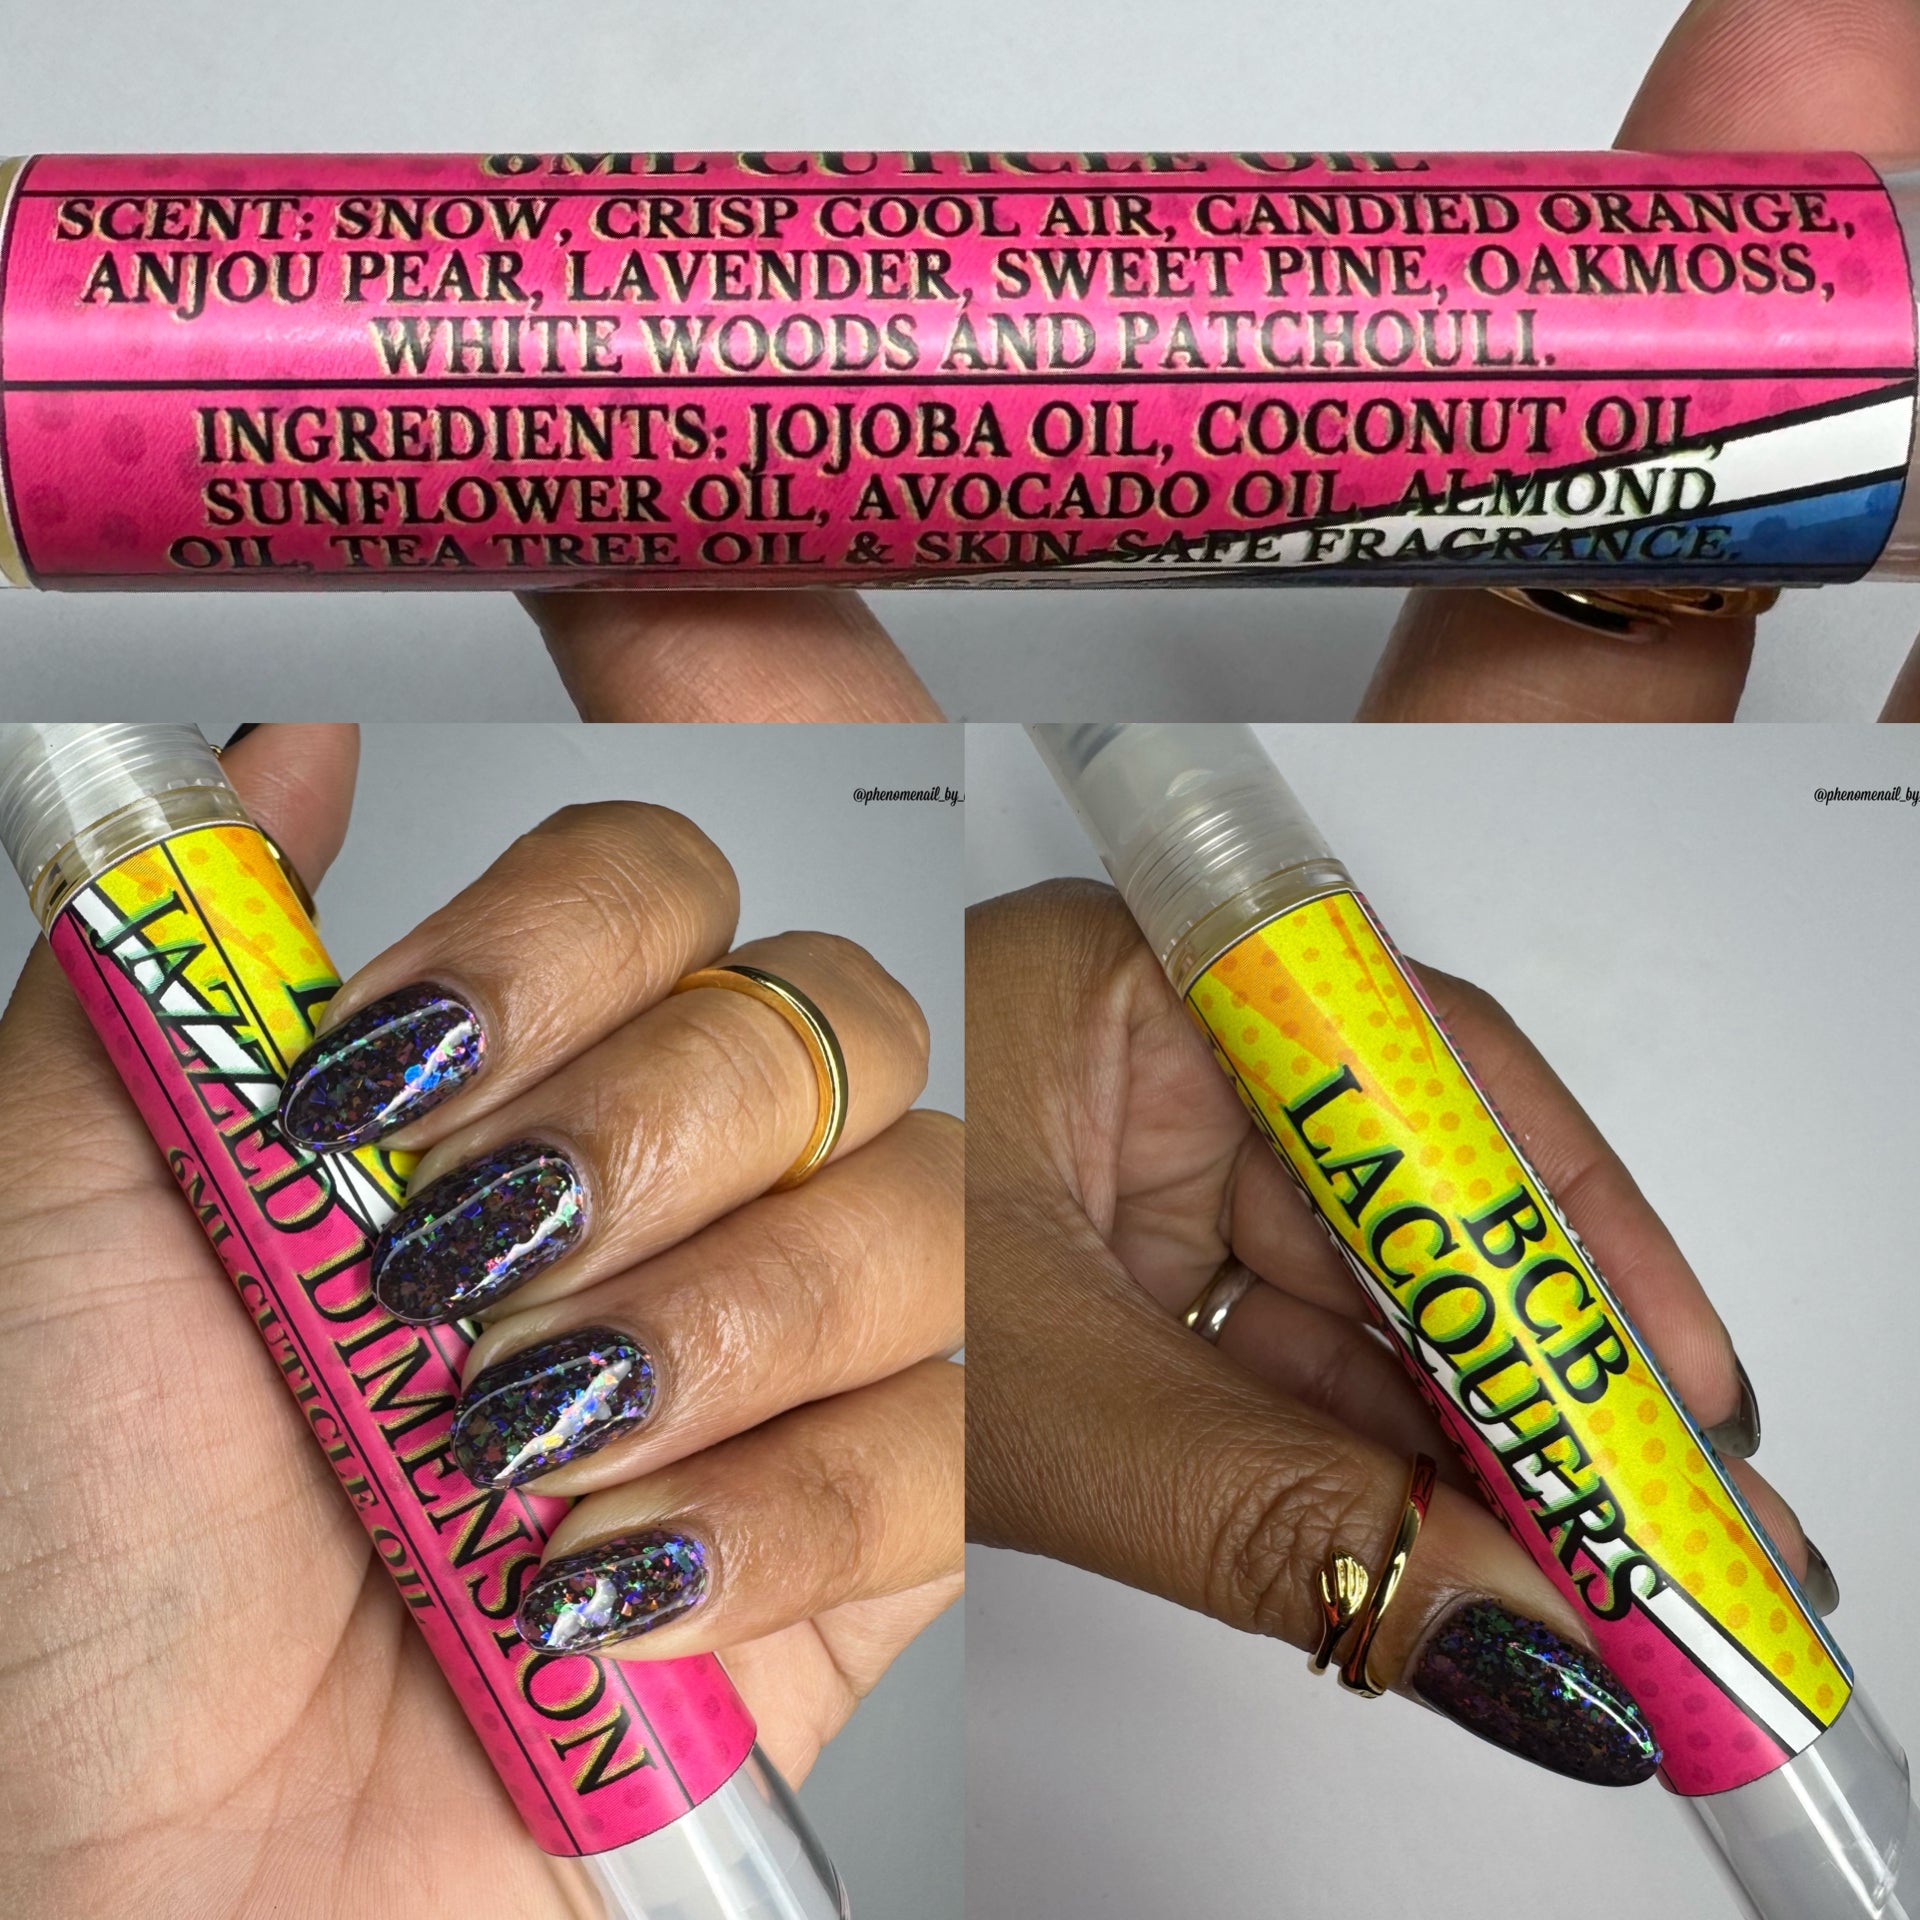 6ML CUTICLE OIL
SCENT: SNOW, CRISP COOL AIR, CANDIED ORANGE,
ANJOU PEAR, LAVENDER, SWEET PINE, OAKMOSS,
WHITE WOODS AND PATCHOULI.
INGREDIENTS: JOJOBA OIL, COCONUT OIL,
SUNFLOWER OIL, AVOCADO OIL, ALMOND
OIL, TEA TREE OIL & SKIN-SAFE FRAGRANCE.
@phenomenail_by_
JAZZED DIMENSION
6ML CUTICLE OIL
@phenomenail_by
BCB
LACQUERS